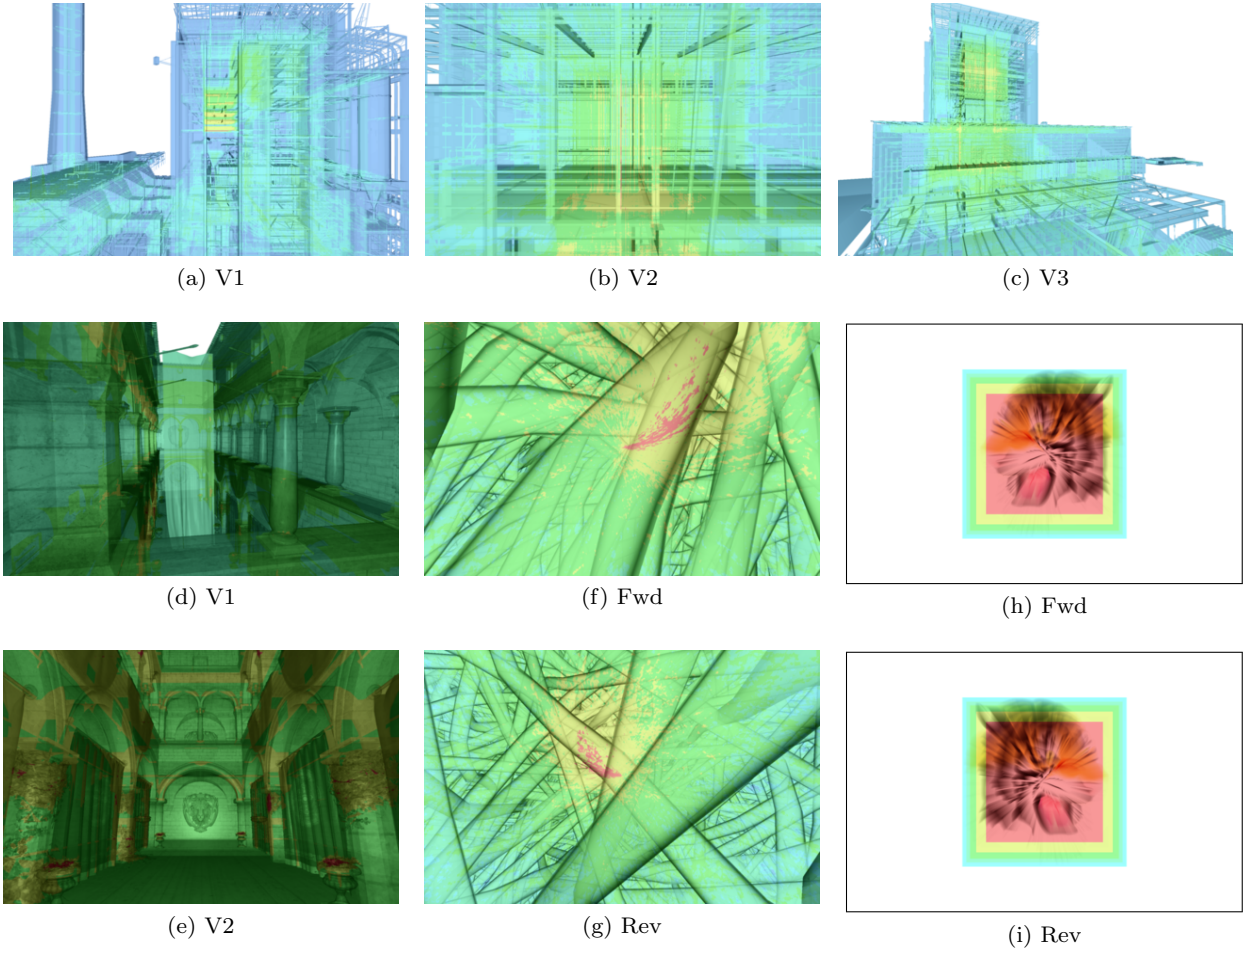 (a) V1
(b) V2
(c) V3
(d) V1
(f) Fwd
(h) Fwd
(e) V2
(g) Rev
(i) Rev